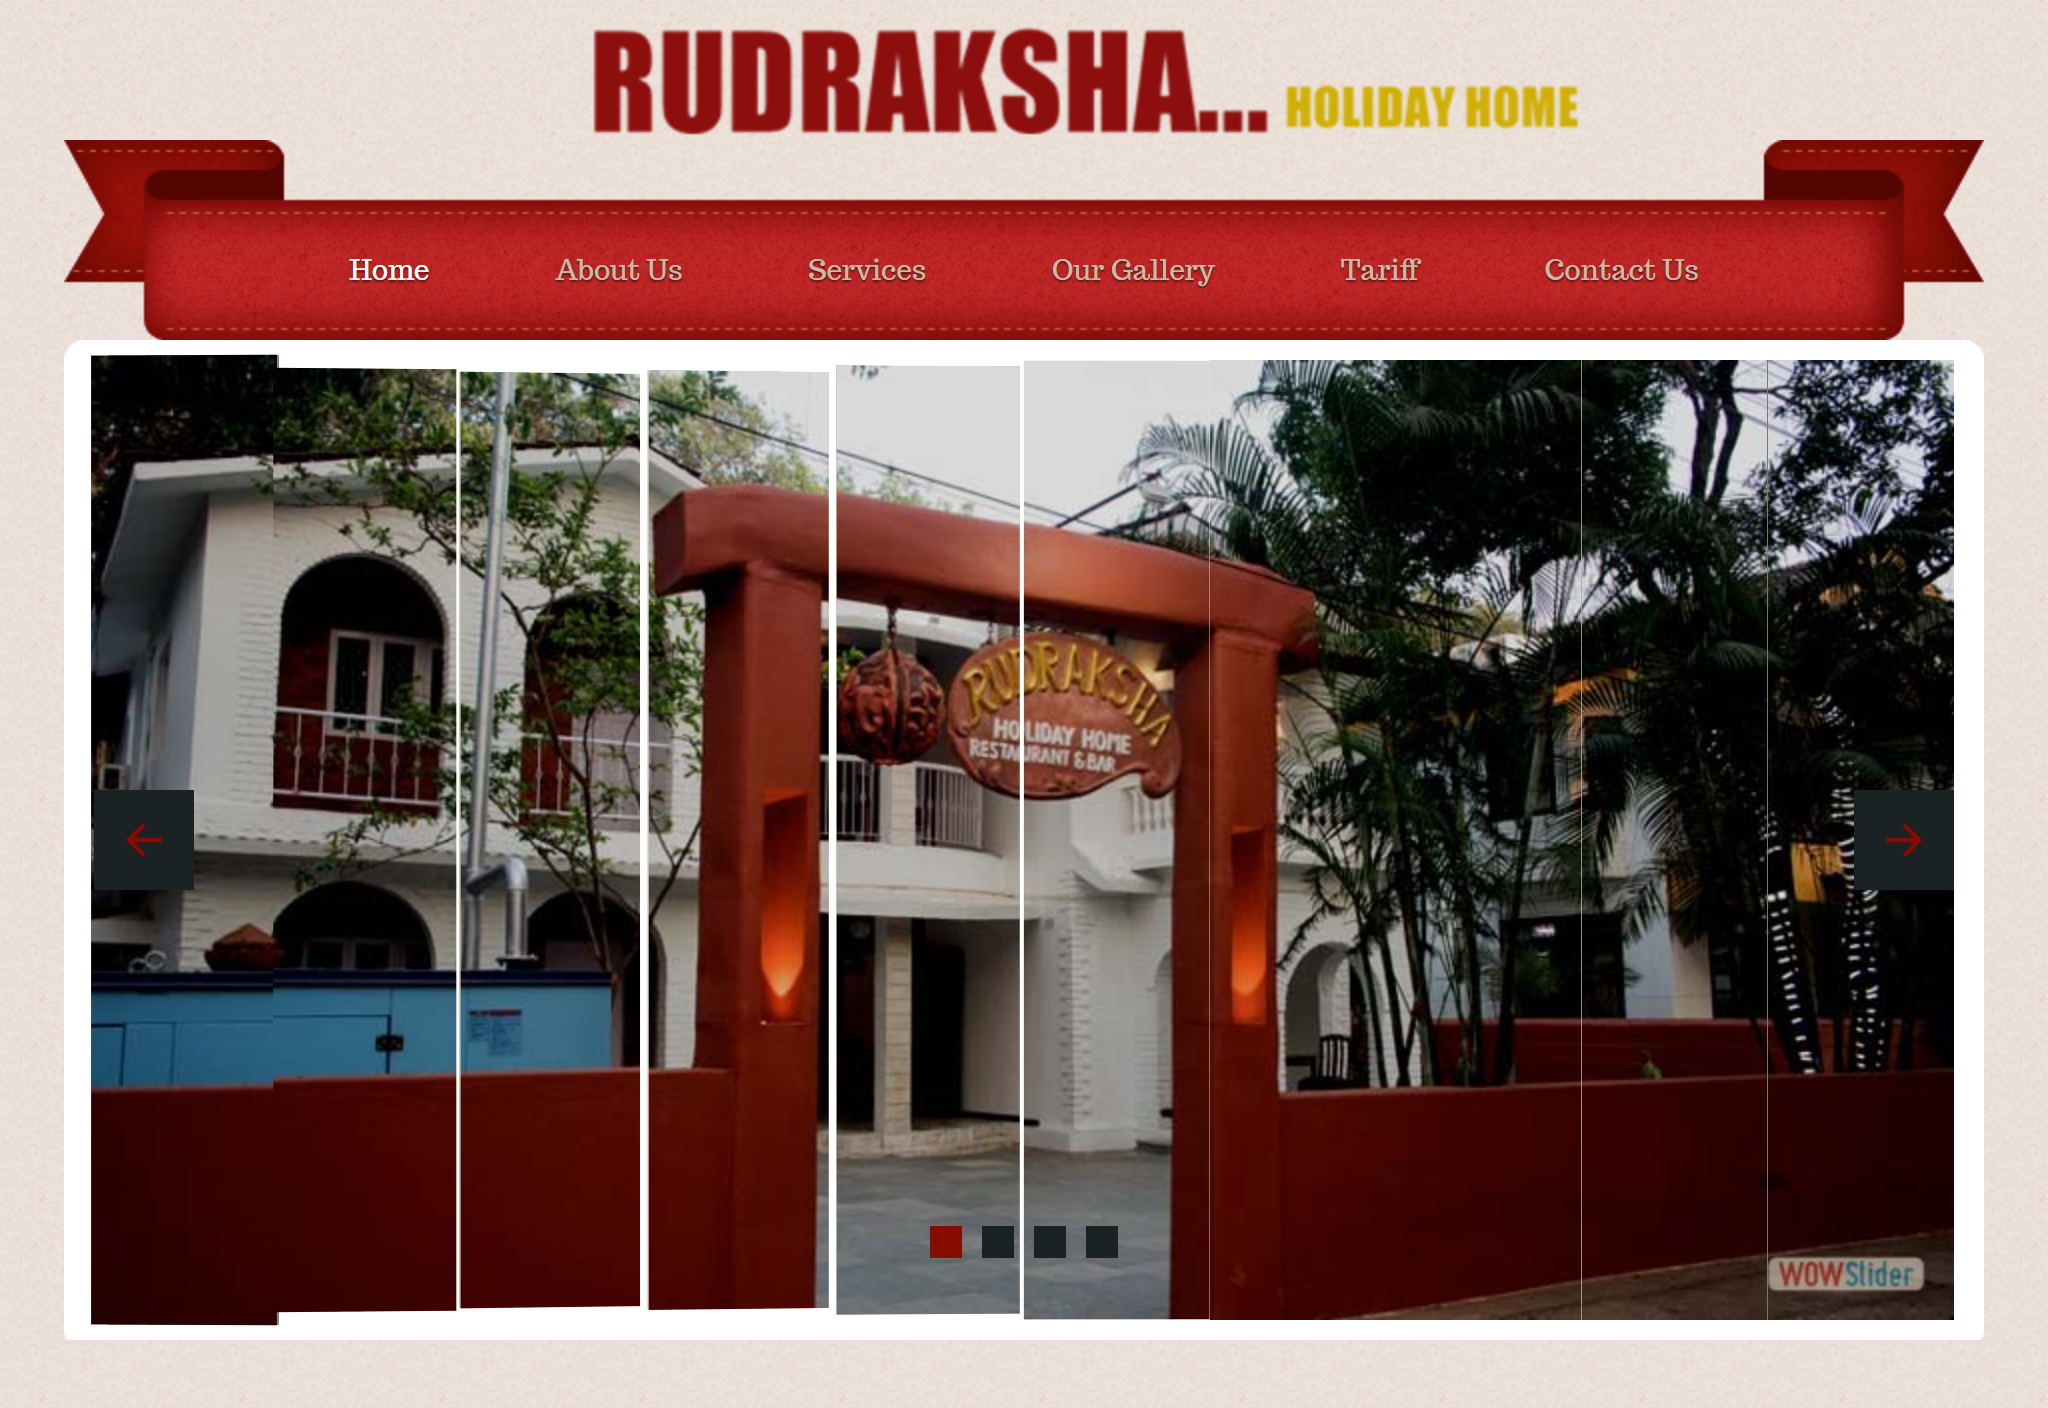 RUDRAKSHA... HOLIDAY HOME
Home About Us Services Our Gallery Tariff Contact Us
RUDRAKSHA
HOLIDAY HOME
RESTAURANT & BAR
WOWSlider